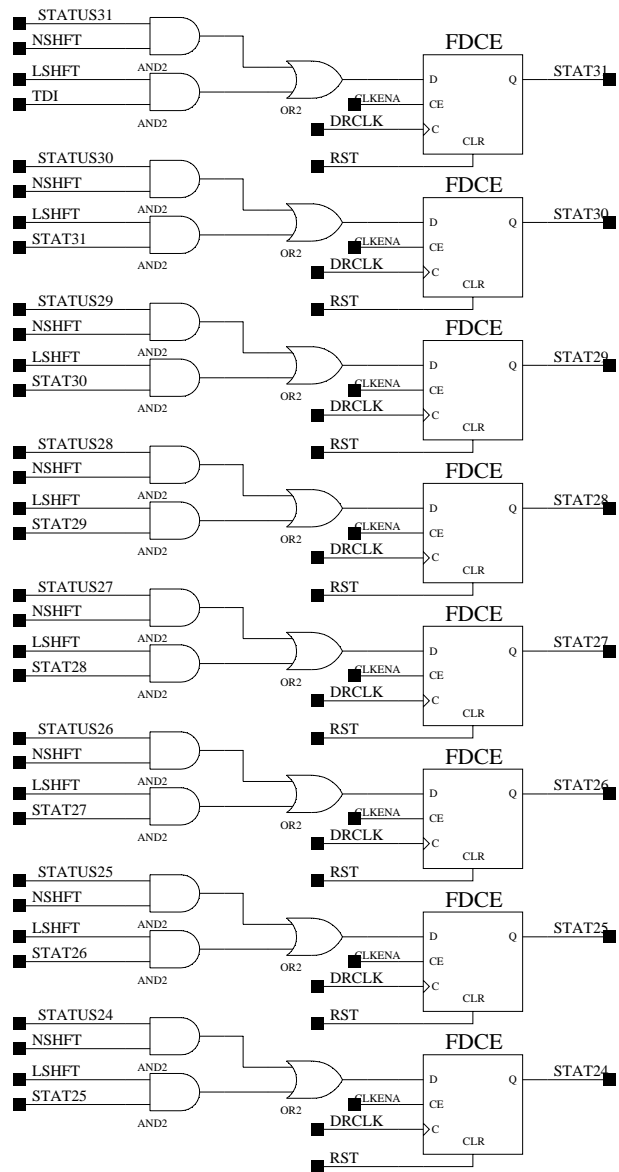 STATUS31
NSHFT
FDCE
AND2
LSHFT
D Q STAT31
TDI
CLKENA CE
AND2 OR2
DRCLK C
CLR
RST
STATUS30
NSHFT
FDCE
AND2
LSHFT
D Q STAT30
STAT31
CLKENA CE
AND2 OR2
DRCLK C
CLR
RST
STATUS29
NSHFT
FDCE
AND2
LSHFT
D Q STAT29
STAT30
CLKENA CE
AND2 OR2
DRCLK C
CLR
RST
STATUS28
NSHFT
FDCE
AND2
LSHFT
D Q STAT28
STAT29
CLKENA CE
AND2 OR2
DRCLK C
CLR
RST
STATUS27
NSHFT
FDCE
AND2
LSHFT
D Q STAT27
STAT28
CLKENA CE
AND2 OR2
DRCLK C
CLR
RST
STATUS26
NSHFT
FDCE
AND2
LSHFT
D Q STAT26
STAT27
CLKENA CE
AND2 OR2
DRCLK C
CLR
RST
STATUS25
NSHFT
FDCE
AND2
LSHFT
D Q STAT25
STAT26
CLKENA CE
AND2 OR2
DRCLK C
CLR
RST
STATUS24
NSHFT
FDCE
AND2
LSHFT
D Q STAT24
STAT25
CLKENA CE
AND2 OR2
DRCLK C
CLR
RST